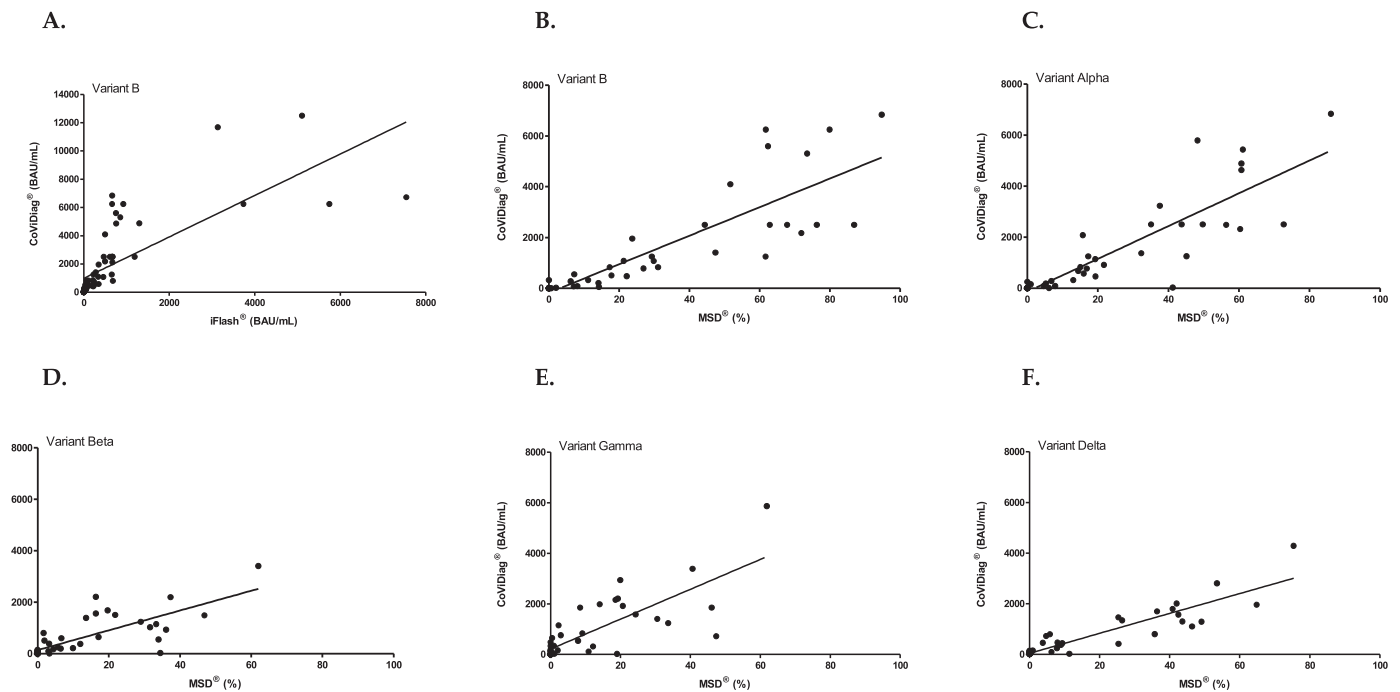 A.
B.
C.
Variant B
14000
12000
10000
8000
6000
4000
2000
0
0
2000
4000
6000
8000
CoViDiag® (BAU/mL)
iFlash® (BAU/mL)
Variant B
8000
6000
4000
2000
0
0
20
40
60
80
100
CoViDiag® (BAU/mL)
MSD® (%)
Variant Alpha
8000
6000
4000
2000
0
0
20
40
60
80
100
CoViDiag® (BAU/mL)
MSD® (%)
D.
E.
F.
Variant Beta
8000
6000
4000
2000
0
0
20
40
60
80
100
MSD® (%)
Variant Gamma
8000
6000
4000
2000
0
0
20
40
60
80
100
CoViDiag® (BAU/mL)
MSD® (%)
Variant Delta
8000
6000
4000
2000
0
0
20
40
60
80
100
CoViDiag® (BAU/mL)
MSD® (%)